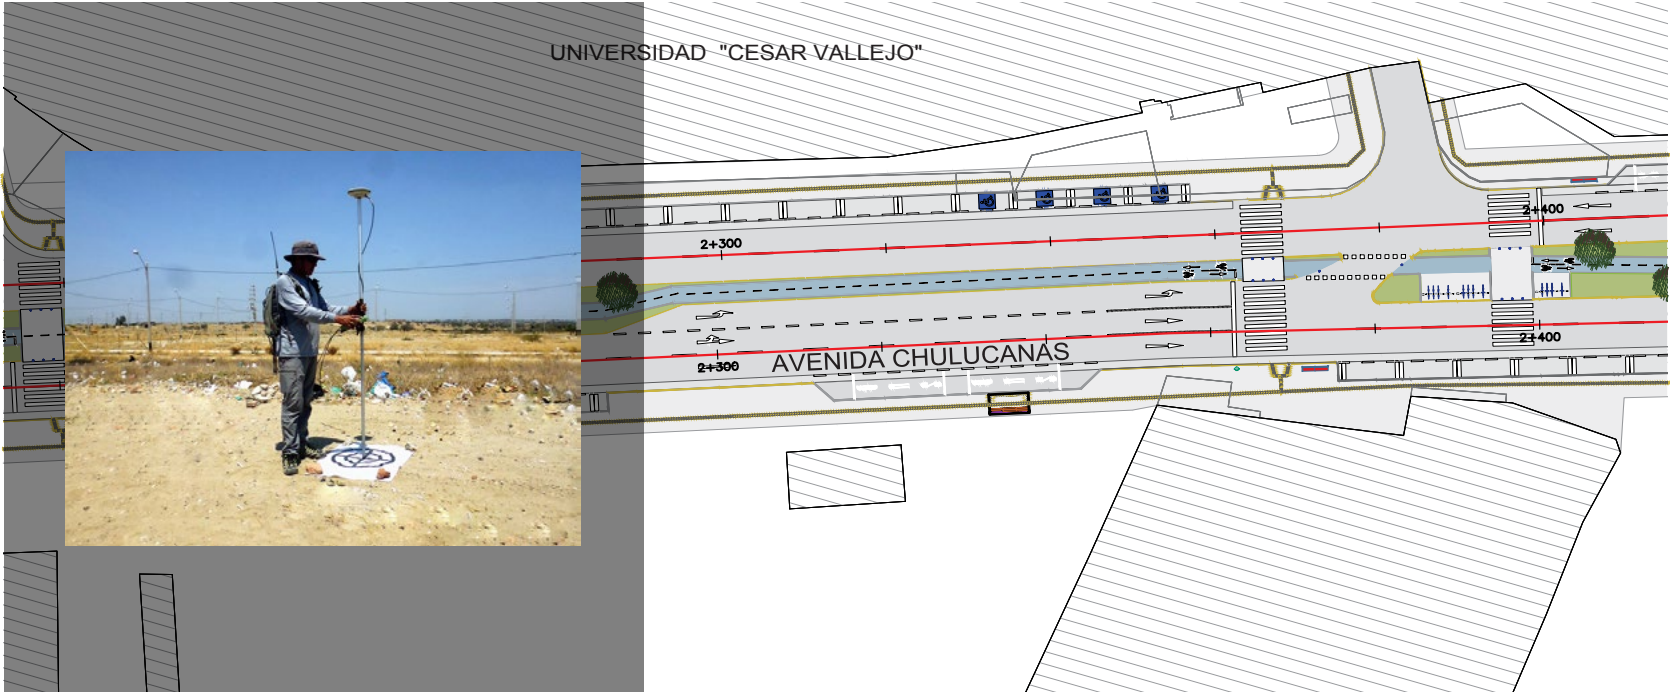 UNIVERSIDAD "CESAR VALLEJO"
2+400
2+300
2+400
AVENIDA CHULUCANAS
2+300